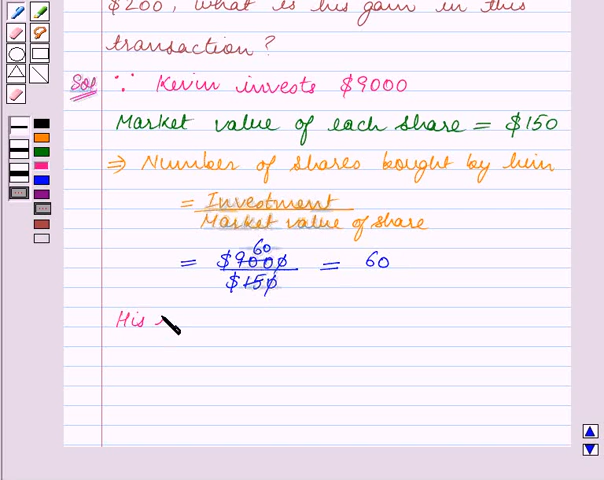 $200, what is his gain in this
transaction?
Sol ∵ Kevin invests $9000
Market value of each share = $150
⇒ Number of shares bought by him
= Investment / Market value of share
60
= $9000 / $150 = 60
His